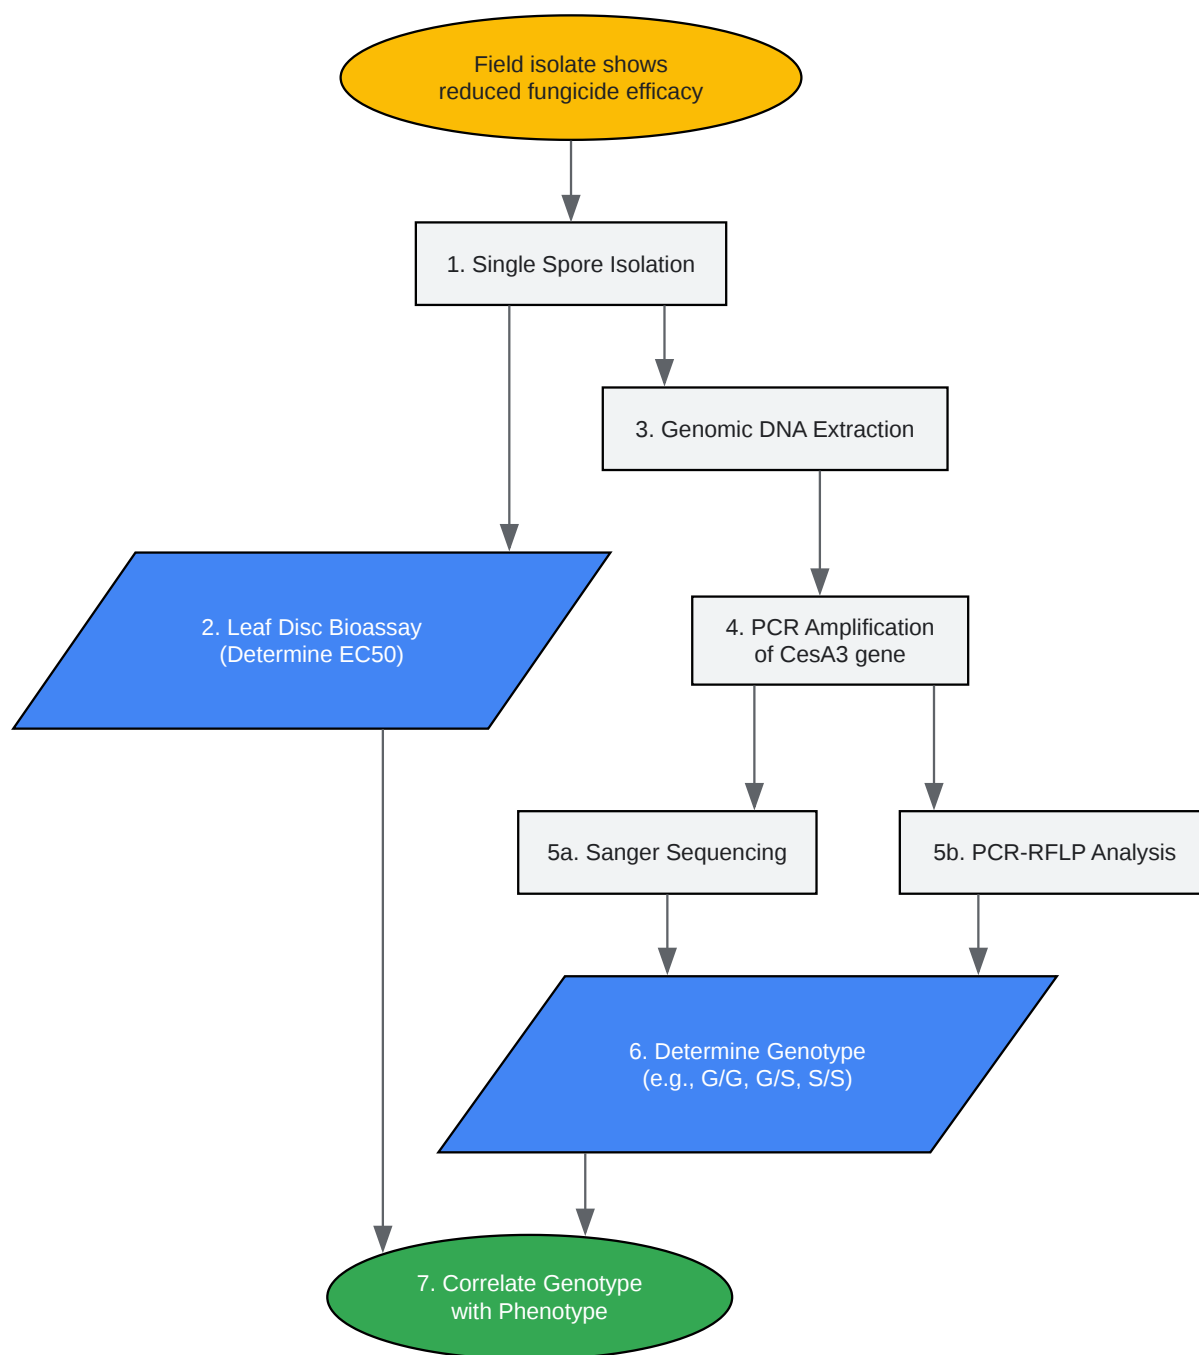 Field isolate shows
reduced fungicide efficacy
1. Single Spore Isolation
3. Genomic DNA Extraction
2. Leaf Disc Bioassay
(Determine EC50)
4. PCR Amplification
of CesA3 gene
5a. Sanger Sequencing
5b. PCR-RFLP Analysis
6. Determine Genotype
(e.g., G/G, G/S, S/S)
7. Correlate Genotype
with Phenotype